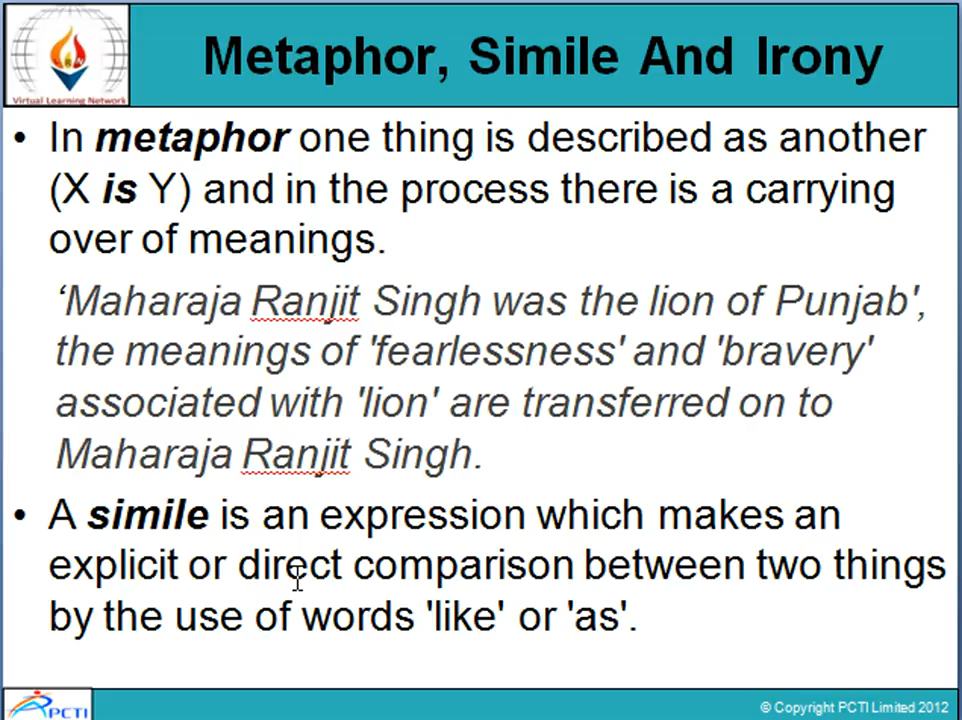 Metaphor, Simile And Irony
Virtual Learning Network
• In metaphor one thing is described as another
(X is Y) and in the process there is a carrying
over of meanings.
‘Maharaja Ranjit Singh was the lion of Punjab',
the meanings of 'fearlessness' and 'bravery'
associated with 'lion' are transferred on to
Maharaja Ranjit Singh.
• A simile is an expression which makes an
explicit or direct comparison between two things
by the use of words 'like' or 'as'.
PCTI
© Copyright PCTI Limited 2012